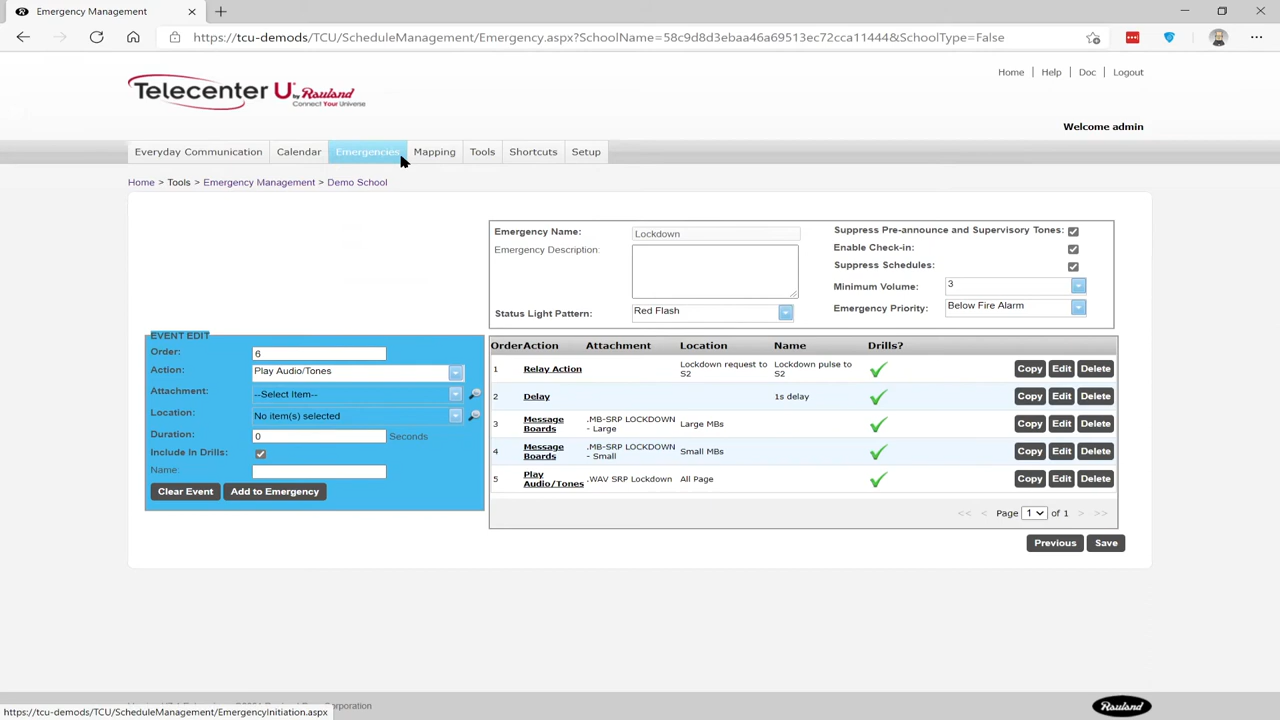 Emergency Management
https://tcu-demods/TCU/ScheduleManagement/Emergency.aspx?SchoolName=58c9d8d3ebaa46a69513ec72cca11444&SchoolType=False
Home | Help | Doc | Logout
Telecenter U by Rauland
Connect Your Universe
Welcome admin
Everyday Communication Calendar Emergencies Mapping Tools Shortcuts Setup
Home > Tools > Emergency Management > Demo School
Emergency Name: Lockdown
Emergency Description:
Status Light Pattern: Red Flash
Suppress Pre-announce and Supervisory Tones:
Enable Check-in:
Suppress Schedules:
Minimum Volume: 3
Emergency Priority: Below Fire Alarm
EVENT EDIT
Order: 6
Action: Play Audio/Tones
Attachment: --Select Item--
Location: No item(s) selected
Duration: 0 Seconds
Include In Drills:
Name:
Clear Event Add to Emergency
Order Action Attachment Location Name Drills?
1 Relay Action Lockdown request to S2 Lockdown pulse to S2 Copy Edit Delete
2 Delay 1s delay Copy Edit Delete
3 Message Boards .MB-SRP LOCKDOWN - Large Large MBs Copy Edit Delete
4 Message Boards .MB-SRP LOCKDOWN - Small Small MBs Copy Edit Delete
5 Play Audio/Tones .WAV SRP Lockdown All Page Copy Edit Delete
<< < Page 1 of 1 > >>
Previous Save
Corporation
Rauland
https://tcu-demods/TCU/ScheduleManagement/EmergencyInitiation.aspx